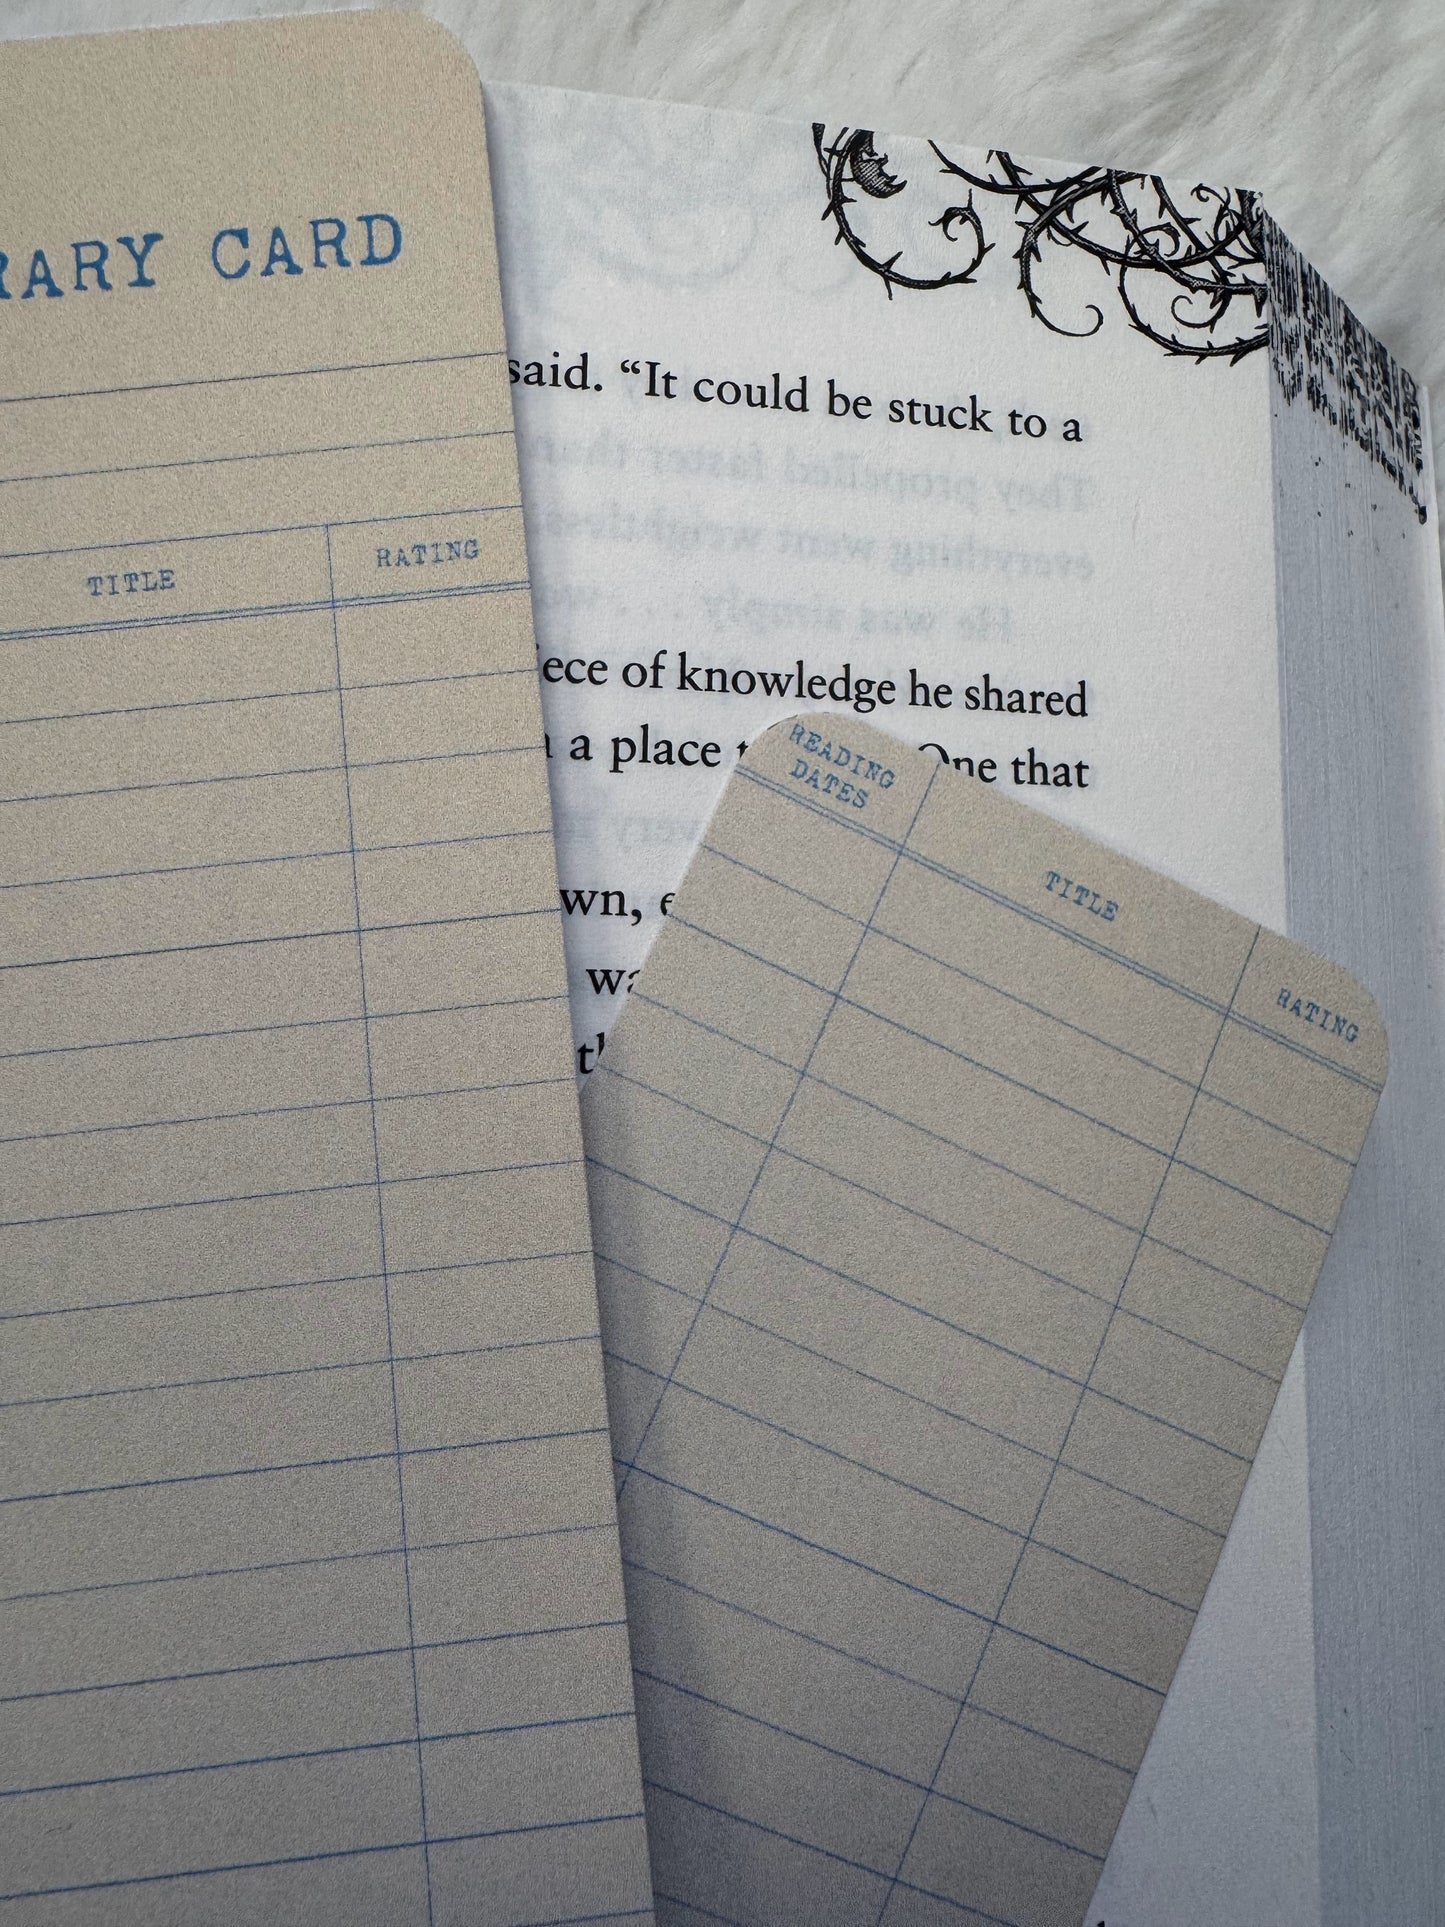 RARY CARD
TITLE
RATING
said. “It could be stuck to a
iece of knowledge he shared
a place
One that
wn,
READING
DATES
TITLE
RATING